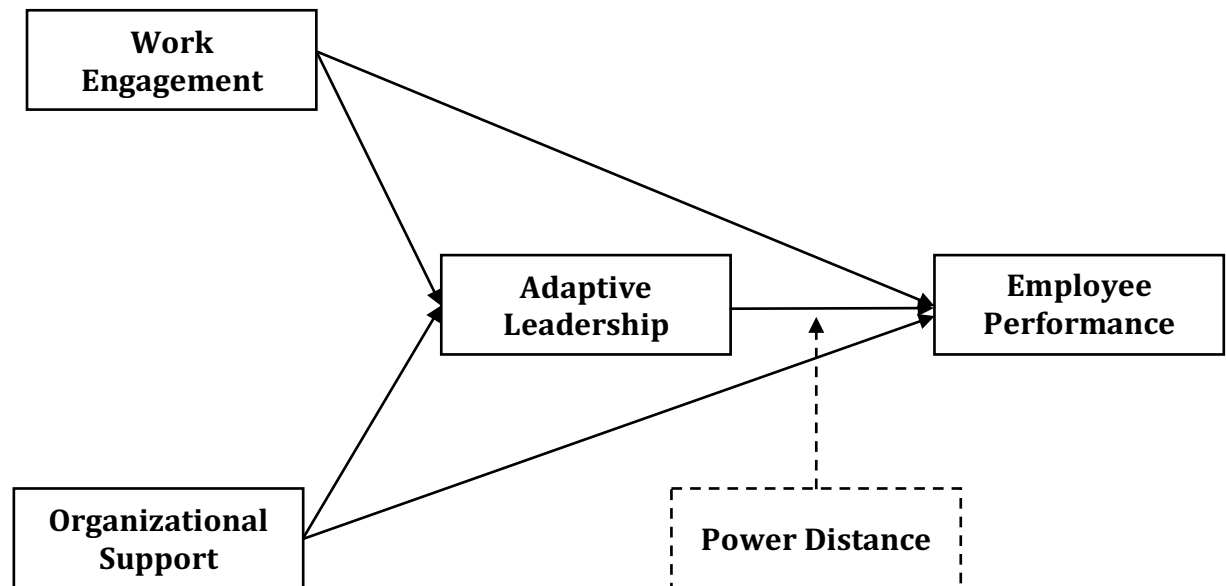 Work
Engagement
Adaptive
Leadership
Employee
Performance
Organizational
Support
Power Distance